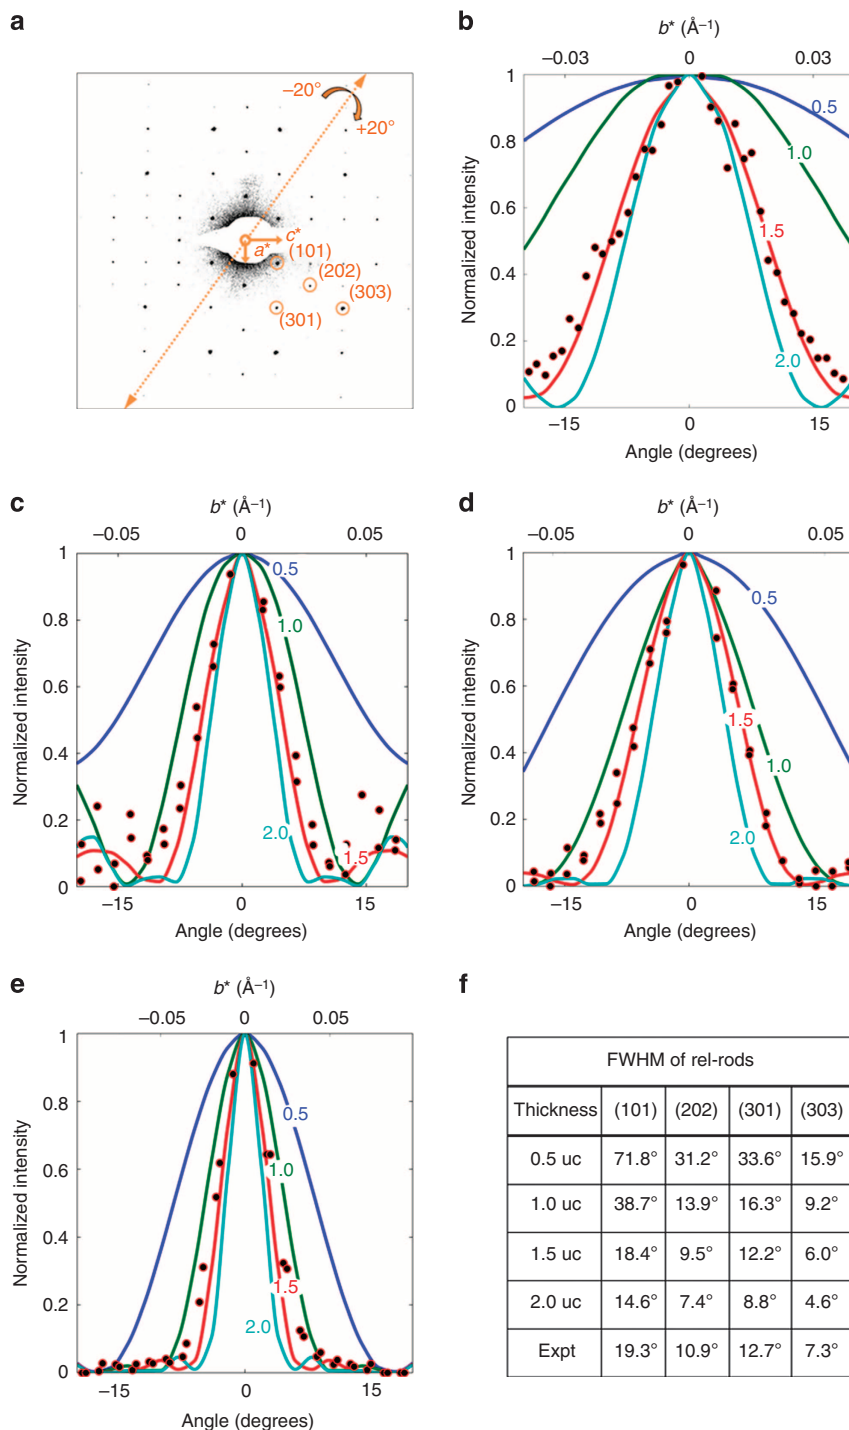 a
−20°
+20°
c*
a*
(101)
(202)
(303)
(301)
b
b* (Å−1)
−0.03
0
0.03
1
0.8
0.6
0.4
0.2
0
Normalized intensity
0.5
1.0
1.5
2.0
−15
0
15
Angle (degrees)
c
b* (Å−1)
−0.05
0
0.05
1
0.8
0.6
0.4
0.2
0
Normalized intensity
0.5
1.0
2.0
1.5
−15
0
15
Angle (degrees)
d
b* (Å−1)
−0.05
0
0.05
1
0.8
0.6
0.4
0.2
0
Normalized intensity
0.5
1.5
1.0
2.0
−15
0
15
Angle (degrees)
e
b* (Å−1)
−0.05
0
0.05
1
0.8
0.6
0.4
0.2
0
Normalized intensity
0.5
1.0
1.5
2.0
−15
0
15
Angle (degrees)
f
FWHM of rel-rods
Thickness (101) (202) (301) (303)
0.5 uc 71.8° 31.2° 33.6° 15.9°
1.0 uc 38.7° 13.9° 16.3° 9.2°
1.5 uc 18.4° 9.5° 12.2° 6.0°
2.0 uc 14.6° 7.4° 8.8° 4.6°
Expt 19.3° 10.9° 12.7° 7.3°